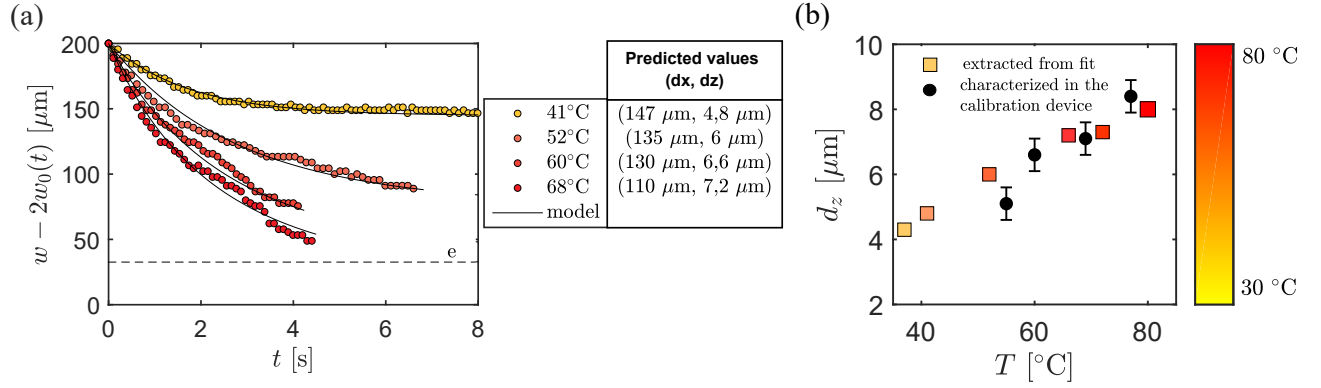 (a)
200
150
100
50
0
w − 2w₀(t) [μm]
0 2 4 6 8
t [s]
e
Predicted values
(dx, dz)
41°C (147 μm, 4,8 μm)
52°C (135 μm, 6 μm)
60°C (130 μm, 6,6 μm)
68°C (110 μm, 7,2 μm)
model
(b)
10
8
6
4
2
d_z [μm]
40 60 80
T [°C]
extracted from fit
characterized in the
calibration device
80 °C
30 °C